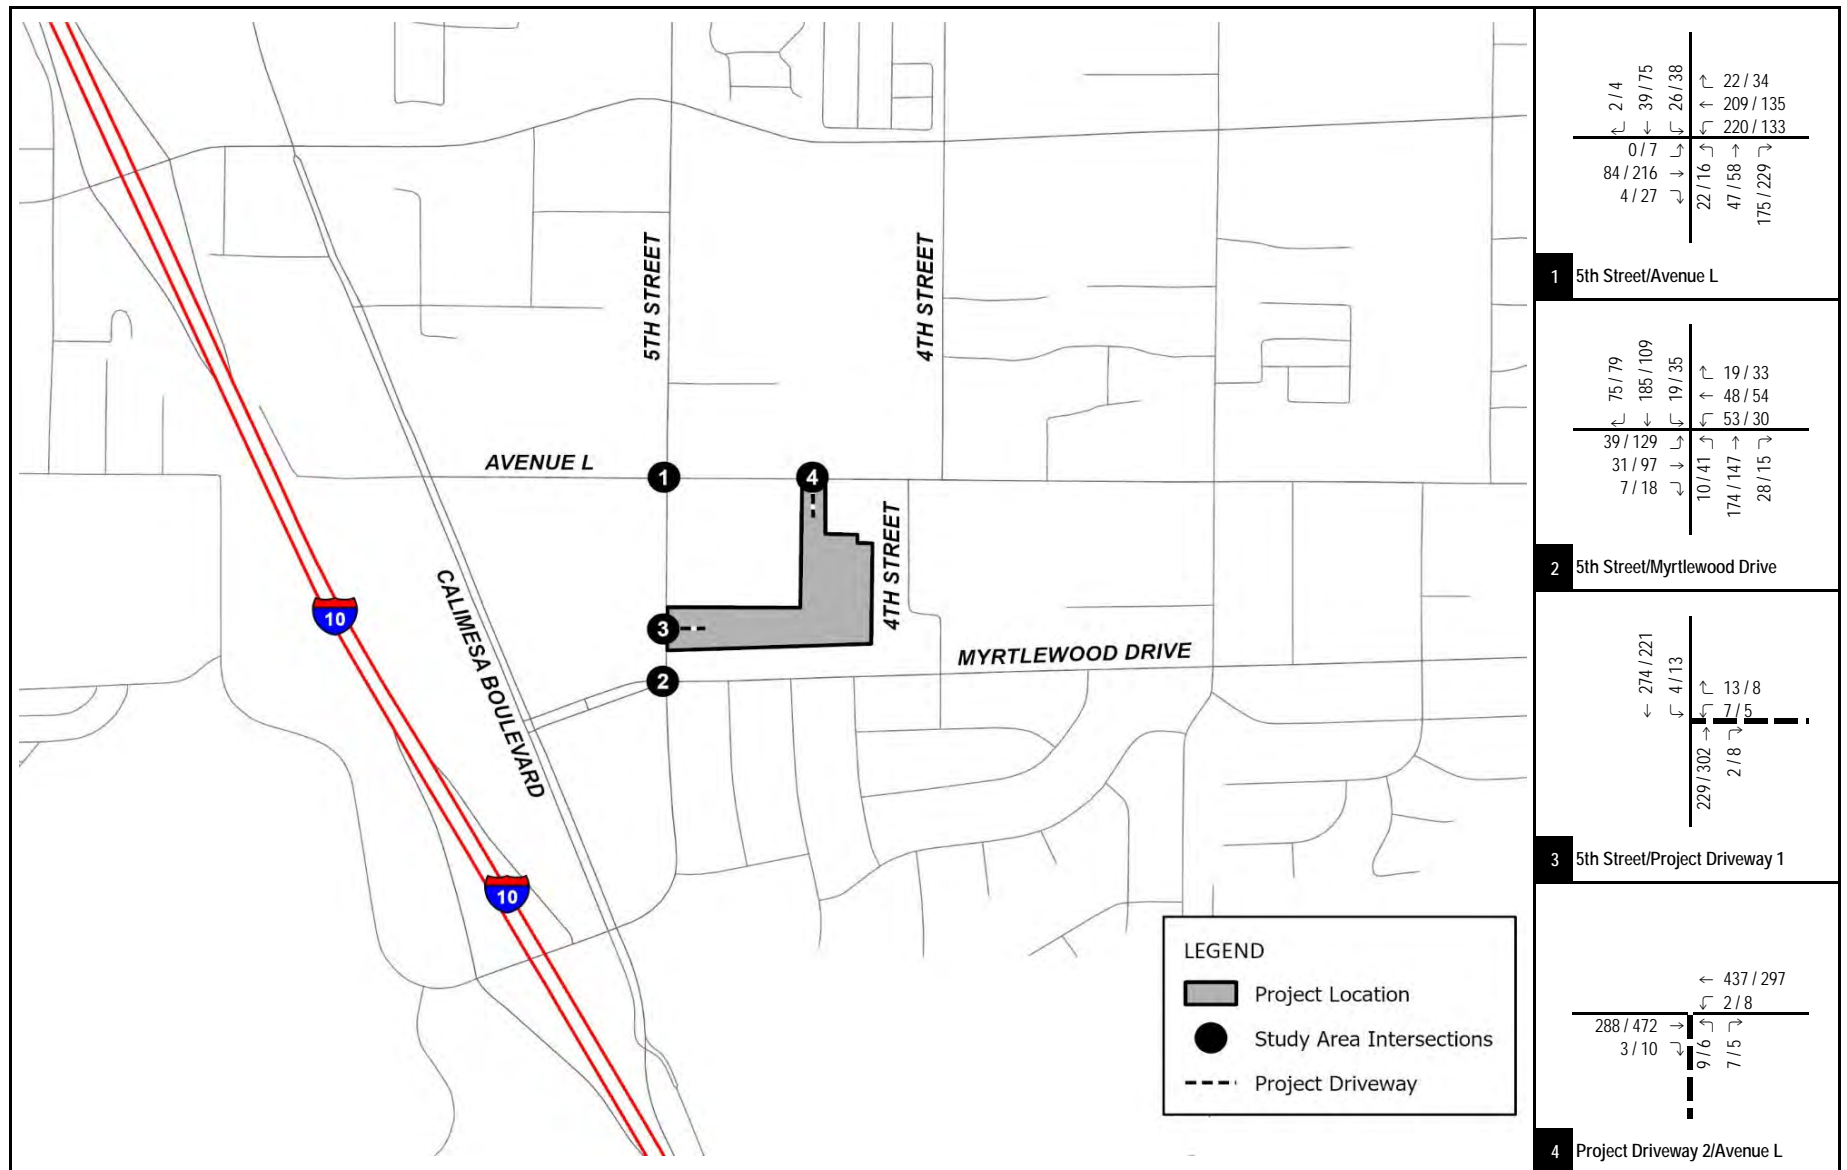 5TH STREET
4TH STREET
AVENUE L
1
4
4TH STREET
CALIMESA BOULEVARD
10
3
2
MYRTLEWOOD DRIVE
10
LEGEND
Project Location
Study Area Intersections
Project Driveway
2 / 4
39 / 75
26 / 38
22 / 34
209 / 135
220 / 133
0 / 7
84 / 216
4 / 27
22 / 16
47 / 58
175 / 229
1 5th Street/Avenue L
75 / 79
185 / 109
19 / 35
19 / 33
48 / 54
53 / 30
39 / 129
31 / 97
7 / 18
10 / 41
174 / 147
28 / 15
2 5th Street/Myrtlewood Drive
274 / 221
4 / 13
13 / 8
7 / 5
229 / 302
2 / 8
3 5th Street/Project Driveway 1
437 / 297
2 / 8
288 / 472
3 / 10
9 / 6
7 / 5
4 Project Driveway 2/Avenue L